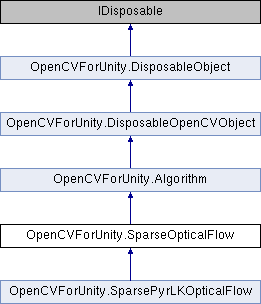 IDisposable
OpenCVForUnity.DisposableObject
OpenCVForUnity.DisposableOpenCVObject
OpenCVForUnity.Algorithm
OpenCVForUnity.SparseOpticalFlow
OpenCVForUnity.SparsePyrLKOpticalFlow